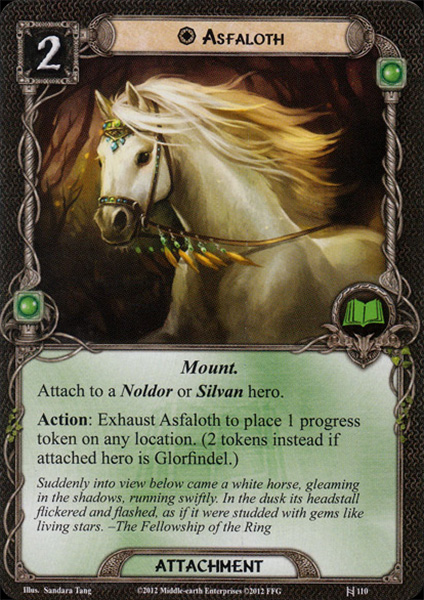 2
Asfaloth
Mount.
Attach to a Noldor or Silvan hero.
Action: Exhaust Asfaloth to place 1 progress
token on any location. (2 tokens instead if
attached hero is Glorfindel.)
Suddenly into view below came a white horse, gleaming
in the shadows, running swiftly. In the dusk its headstall
flickered and flashed, as if it were studded with gems like
living stars. –The Fellowship of the Ring
ATTACHMENT
Illus. Sandara Tang ©2012 Middle-earth Enterprises ©2012 FFG 110